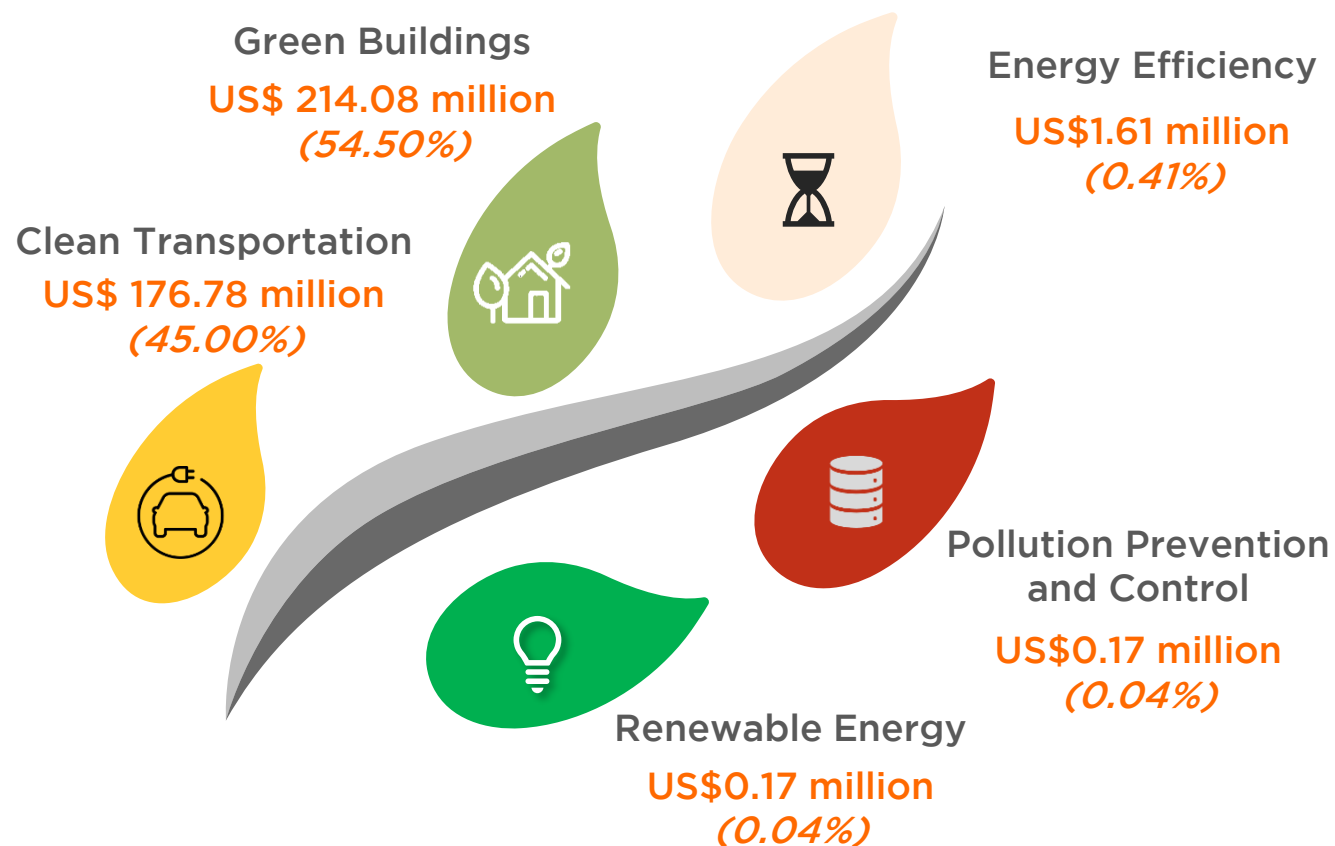 Green Buildings
US$ 214.08 million
(54.50%)
Energy Efficiency
US$1.61 million
(0.41%)
Clean Transportation
US$ 176.78 million
(45.00%)
Pollution Prevention
and Control
US$0.17 million
(0.04%)
Renewable Energy
US$0.17 million
(0.04%)